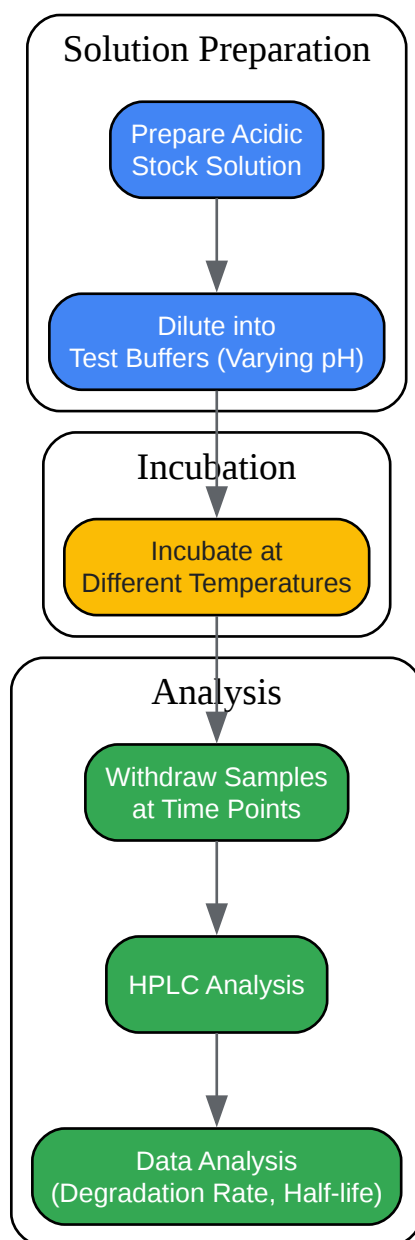 Solution Preparation
Prepare Acidic
Stock Solution
Dilute into
Test Buffers (Varying pH)
Incubation
Incubate at
Different Temperatures
Analysis
Withdraw Samples
at Time Points
HPLC Analysis
Data Analysis
(Degradation Rate, Half-life)